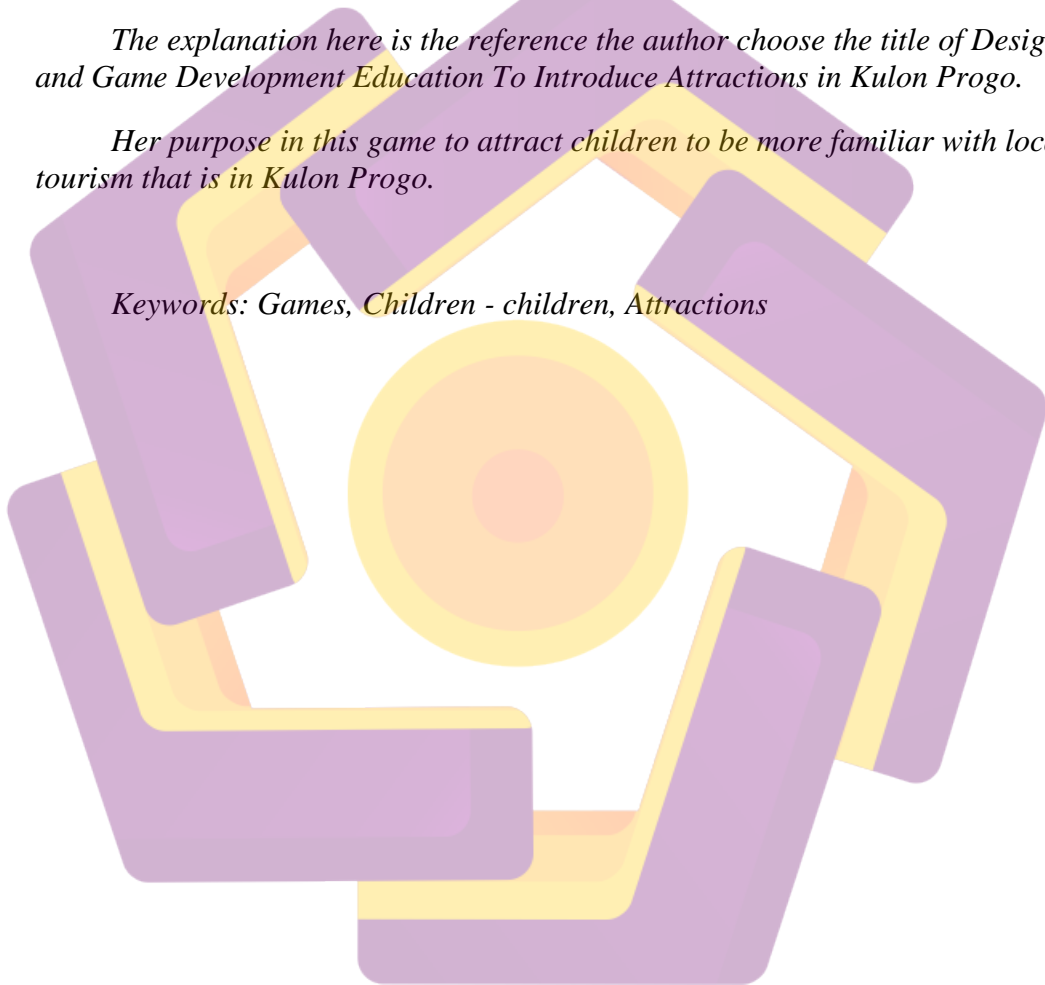 The explanation here is the reference the author choose the title of Desig
and Game Development Education To Introduce Attractions in Kulon Progo.
Her purpose in this game to attract children to be more familiar with loc
tourism that is in Kulon Progo.
Keywords: Games, Children - children, Attractions